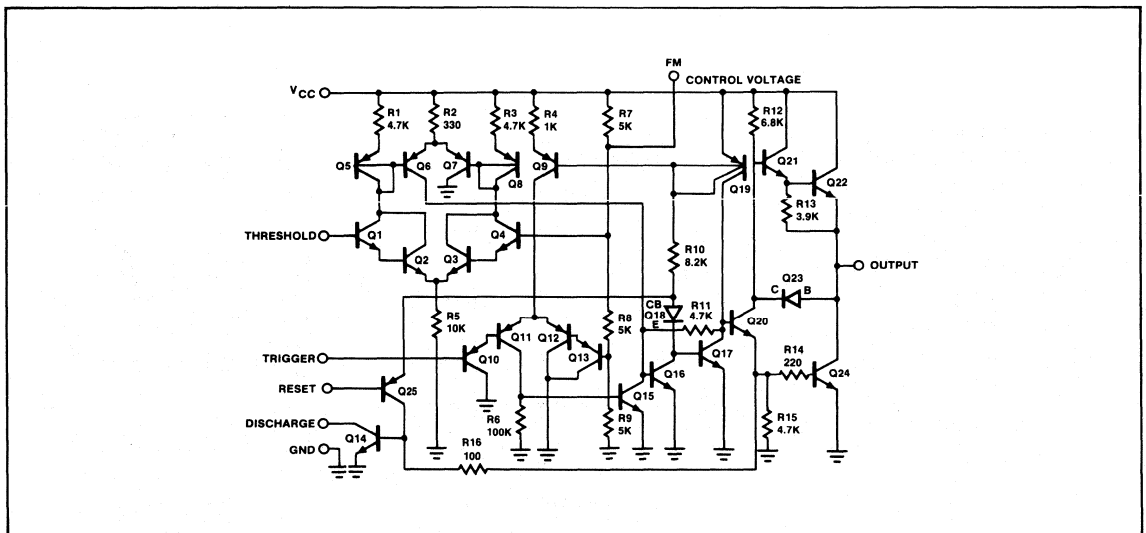 FM
CONTROL VOLTAGE
VCC
R1
4.7K
R2
330
R3
4.7K
R4
1K
R7
5K
R12
6.8K
Q5
Q6
Q7
Q8
Q9
Q19
Q21
Q22
R13
3.9K
THRESHOLD
Q1
Q2
Q3
Q4
R10
8.2K
OUTPUT
Q23
C
B
CB
Q18
E
R11
4.7K
Q20
R5
10K
R8
5K
Q11
Q12
Q13
Q10
TRIGGER
Q16
Q17
R14
220
Q24
RESET
Q25
R6
100K
Q15
R9
5K
R15
4.7K
DISCHARGE
Q14
GND
R16
100